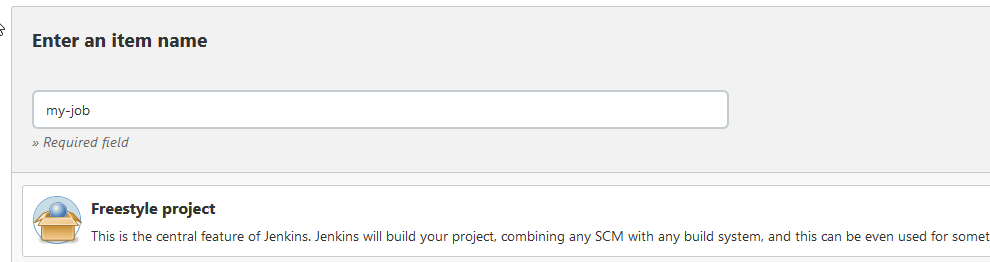 Enter an item name
my-job
» Required field
Freestyle project
This is the central feature of Jenkins. Jenkins will build your project, combining any SCM with any build system, and this can be even used for